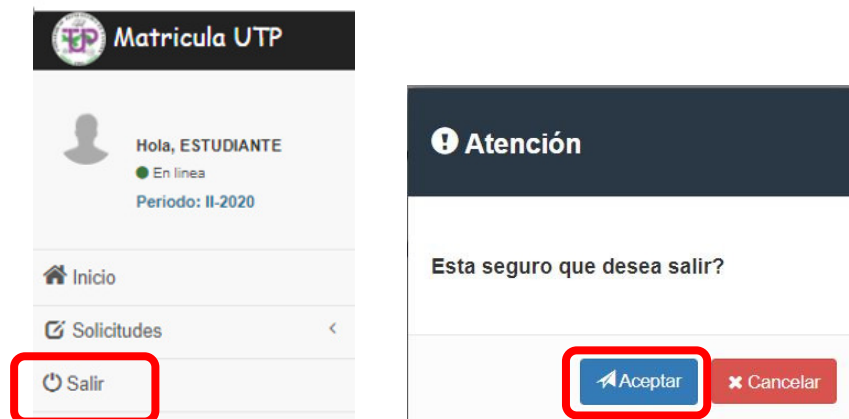 Matricula UTP
Hola, ESTUDIANTE
En linea
Periodo: II-2020
Inicio
Solicitudes
Salir
Atención
Esta seguro que desea salir?
Aceptar
Cancelar